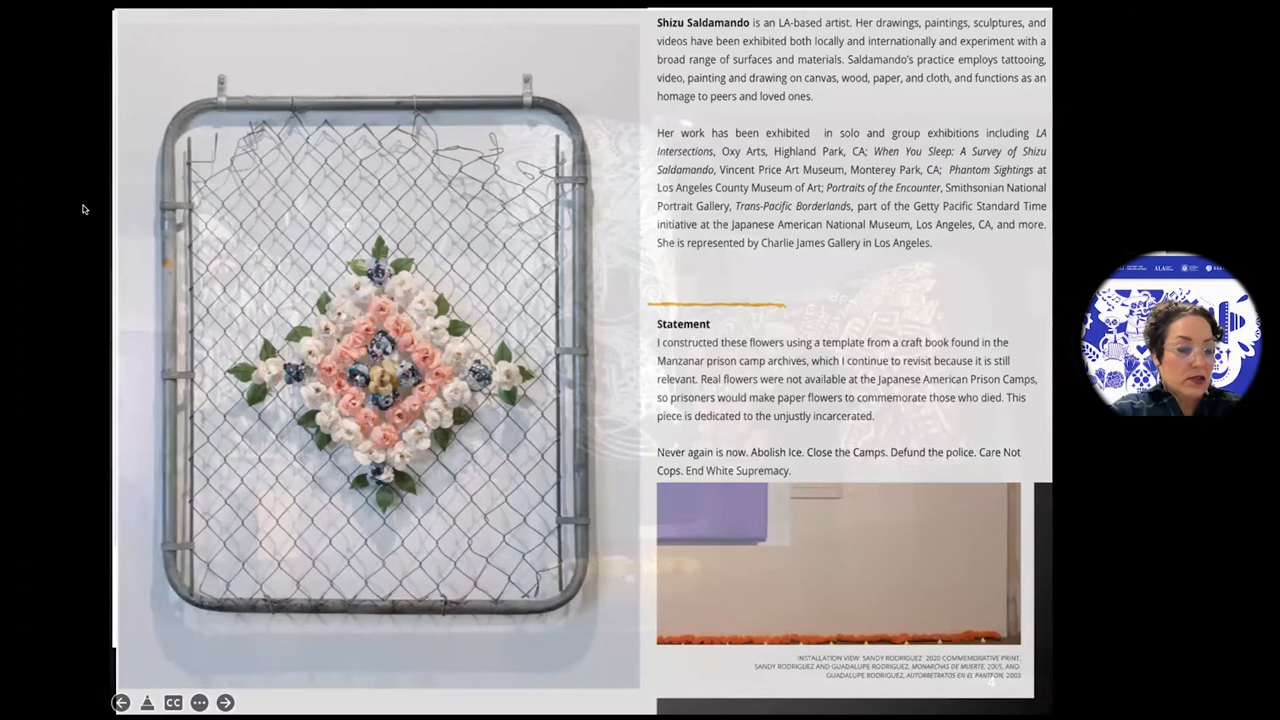 Shizu Saldamando is an LA-based artist. Her drawings, paintings, sculptures, and
videos have been exhibited both locally and internationally and experiment with a
broad range of surfaces and materials. Saldamando's practice employs tattooing,
video, painting and drawing on canvas, wood, paper, and cloth, and functions as an
homage to peers and loved ones.
Her work has been exhibited in solo and group exhibitions including LA
Intersections, Oxy Arts, Highland Park, CA; When You Sleep: A Survey of Shizu
Saldamando, Vincent Price Art Museum, Monterey Park, CA; Phantom Sightings at
Los Angeles County Museum of Art; Portraits of the Encounter, Smithsonian National
Portrait Gallery, Trans-Pacific Borderlands, part of the Getty Pacific Standard Time
initiative at the Japanese American National Museum, Los Angeles, CA, and more.
She is represented by Charlie James Gallery in Los Angeles.
Statement
I constructed these flowers using a template from a craft book found in the
Manzanar prison camp archives, which I continue to revisit because it is still
relevant. Real flowers were not available at the Japanese American Prison Camps,
so prisoners would make paper flowers to commemorate those who died. This
piece is dedicated to the unjustly incarcerated.
Never again is now. Abolish Ice. Close the Camps. Defund the police. Care Not
Cops. End White Supremacy.
INSTALLATION VIEW: SANDY RODRIGUEZ 2020 COMMEMORATIVE PRINT,
SANDY RODRIGUEZ AND GUADALUPE RODRIGUEZ, MONARCHAS DE MUERTE, 2005, AND
GUADALUPE RODRIGUEZ, AUTORRETRATOS EN EL PANTEON, 2003
4
CC